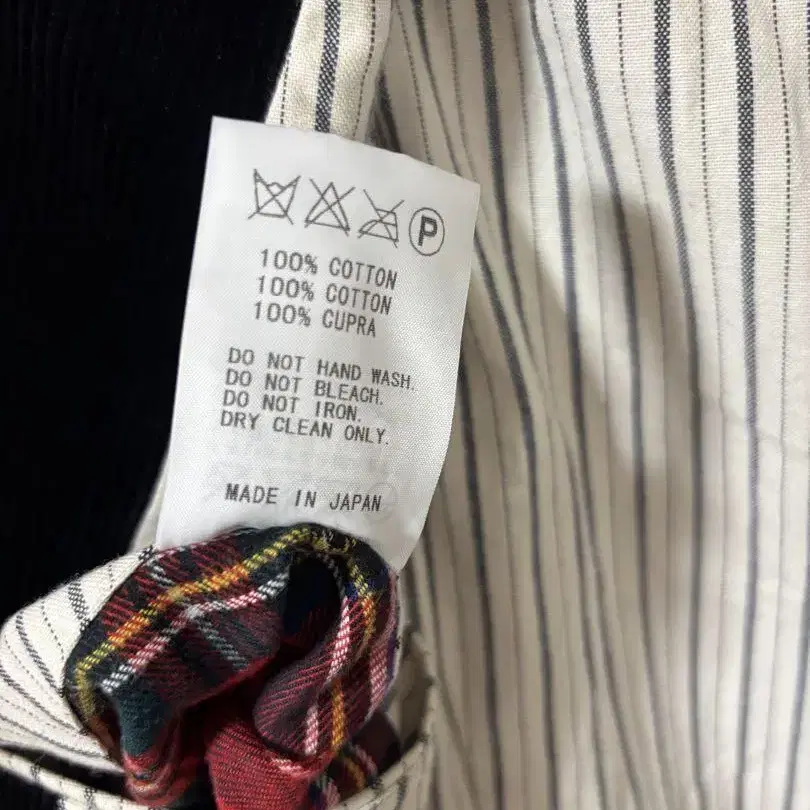 P
100% COTTON
100% COTTON
100% CUPRA
DO NOT HAND WASH.
DO NOT BLEACH.
DO NOT IRON.
DRY CLEAN ONLY.
MADE IN JAPAN